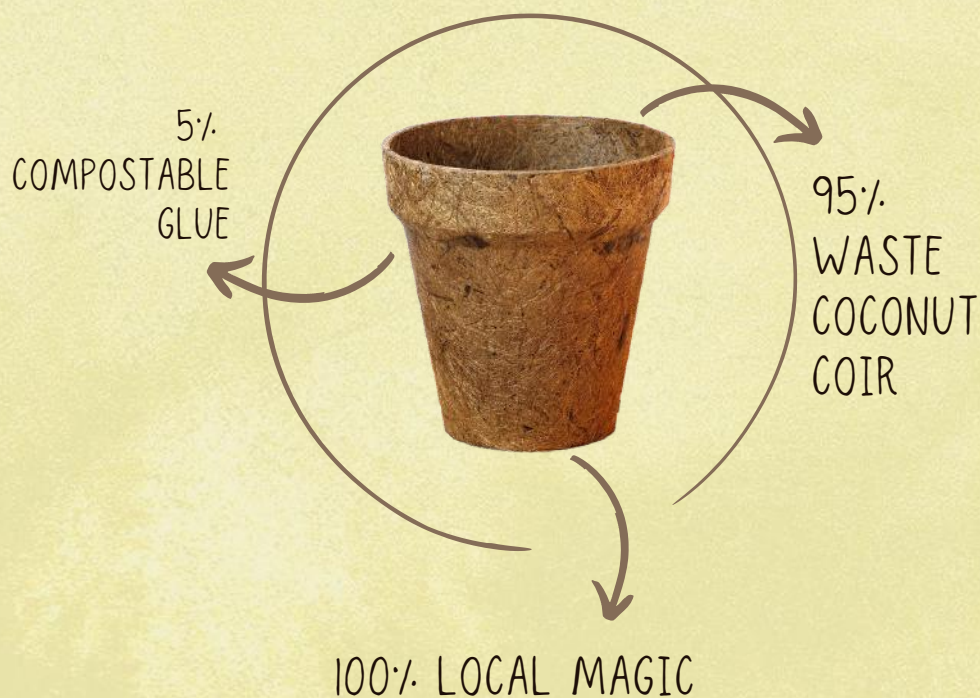 5%
COMPOSTABLE
GLUE
95%
WASTE
COCONUT
COIR
100% LOCAL MAGIC